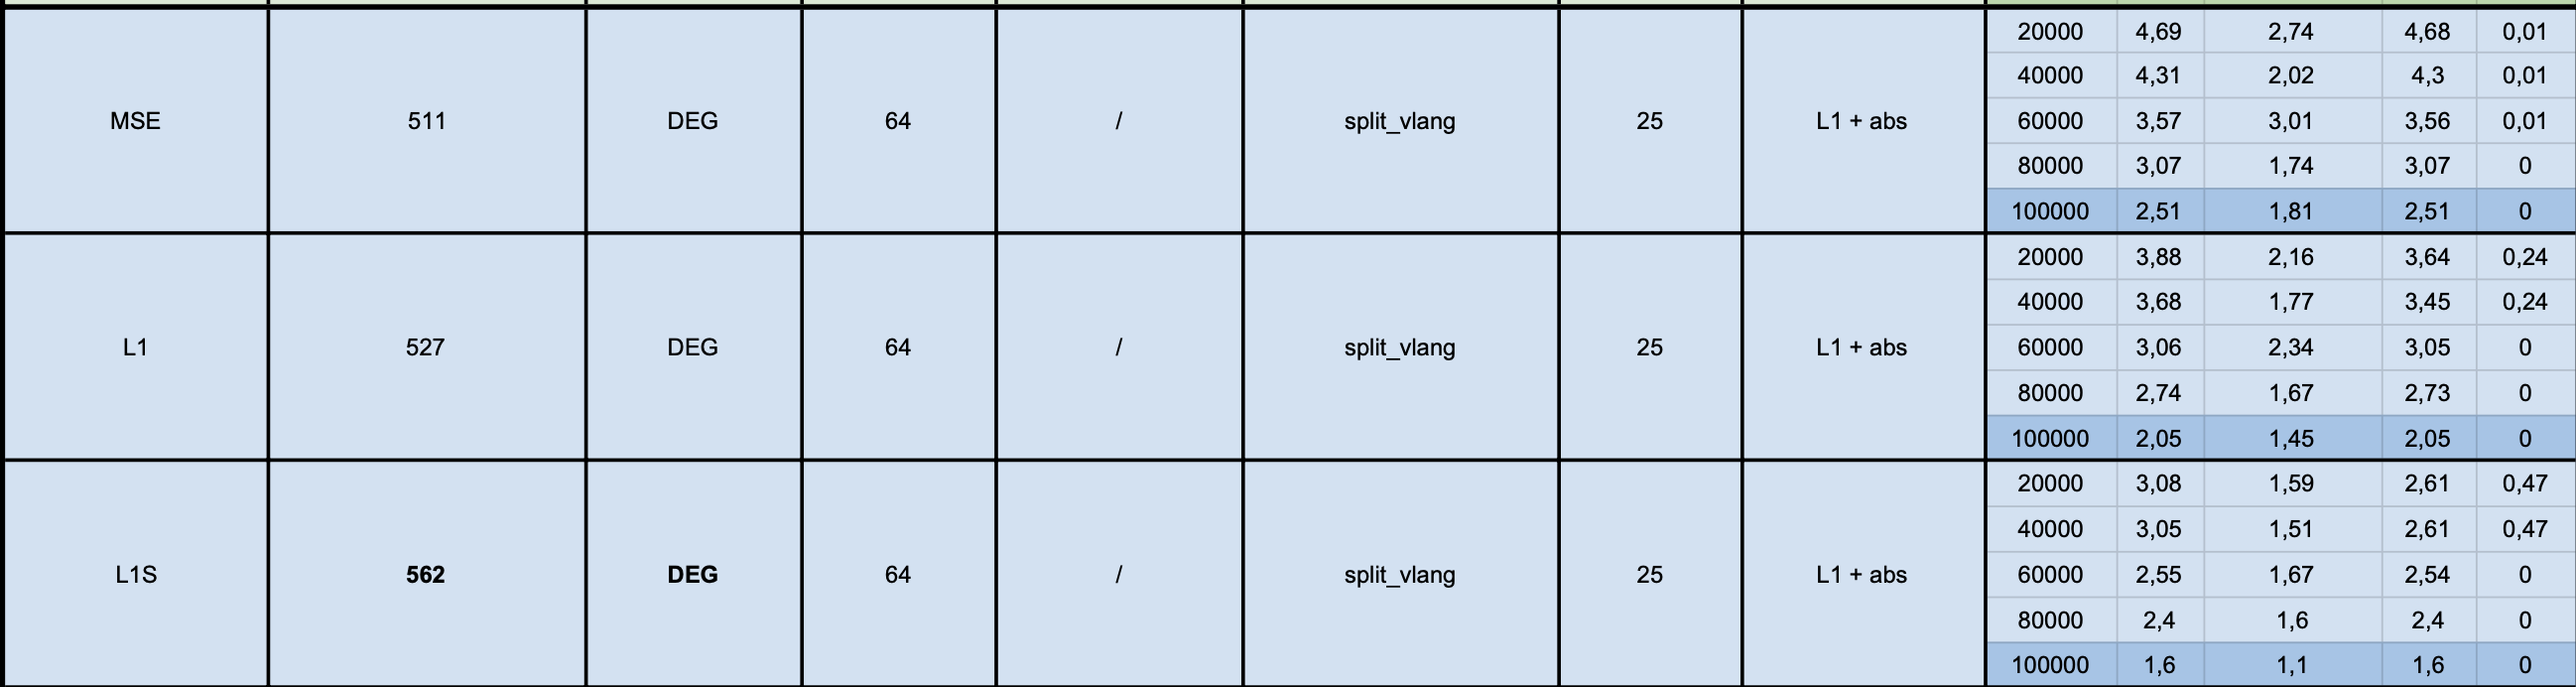 20000 4,69 2,74 4,68 0,01
40000 4,31 2,02 4,3 0,01
MSE 511 DEG 64 / split_vlang 25 L1 + abs 60000 3,57 3,01 3,56 0,01
80000 3,07 1,74 3,07 0
100000 2,51 1,81 2,51 0
20000 3,88 2,16 3,64 0,24
40000 3,68 1,77 3,45 0,24
L1 527 DEG 64 / split_vlang 25 L1 + abs 60000 3,06 2,34 3,05 0
80000 2,74 1,67 2,73 0
100000 2,05 1,45 2,05 0
20000 3,08 1,59 2,61 0,47
40000 3,05 1,51 2,61 0,47
L1S 562 DEG 64 / split_vlang 25 L1 + abs 60000 2,55 1,67 2,54 0
80000 2,4 1,6 2,4 0
100000 1,6 1,1 1,6 0